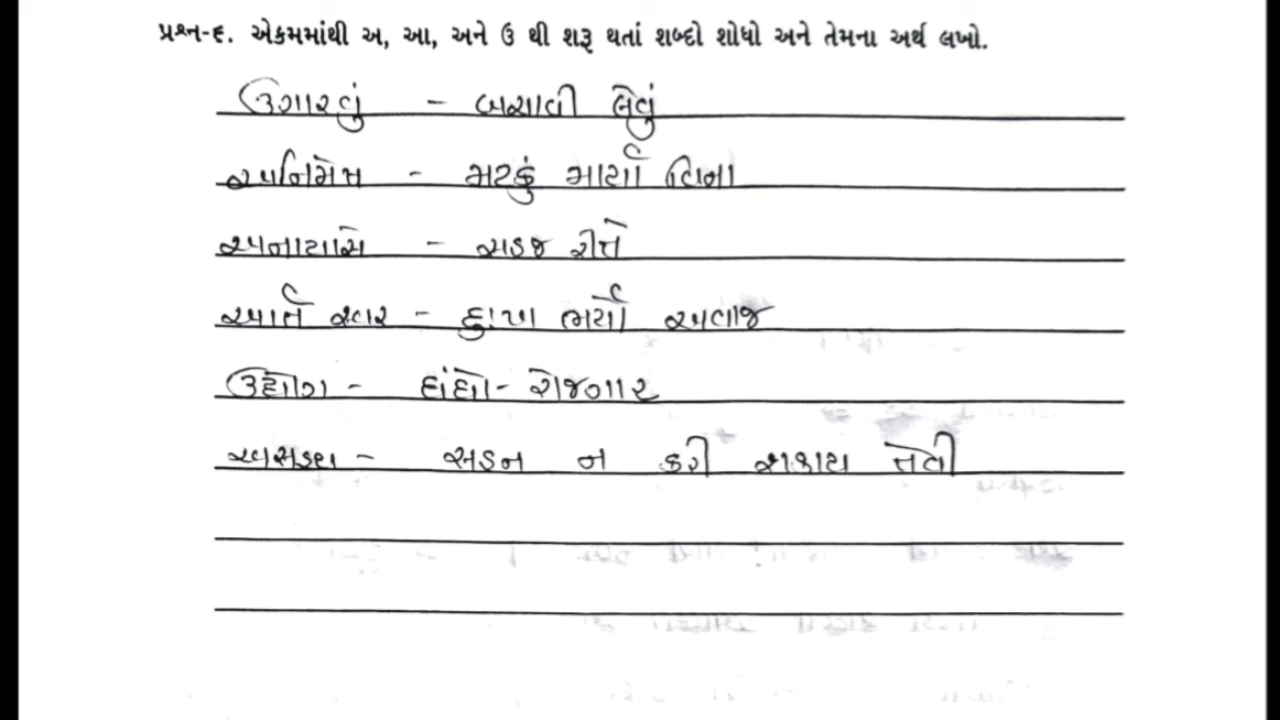 પ્રશ્ન-૬. એકમમાંથી અ, આ, અને ઉ થી શરૂ થતાં શબ્દો શોધો અને તેમના અર્થ લખો.
ઉગારવું - બચાવી લેવું
અનિમેષ - મટકું માર્યા વિના
અનાયાસે - સહજ રીતે
આર્ત સ્વર - દુઃખ ભર્યો અવાજ
ઉદ્યોગ - ધંધો - રોજગાર
અસહ્ય - સહન ન કરી શકાય તેવી